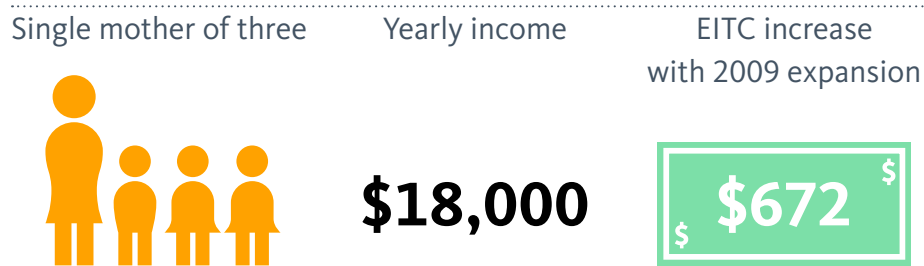 Single mother of three
Yearly income
EITC increase
with 2009 expansion
$18,000
$
$672
$